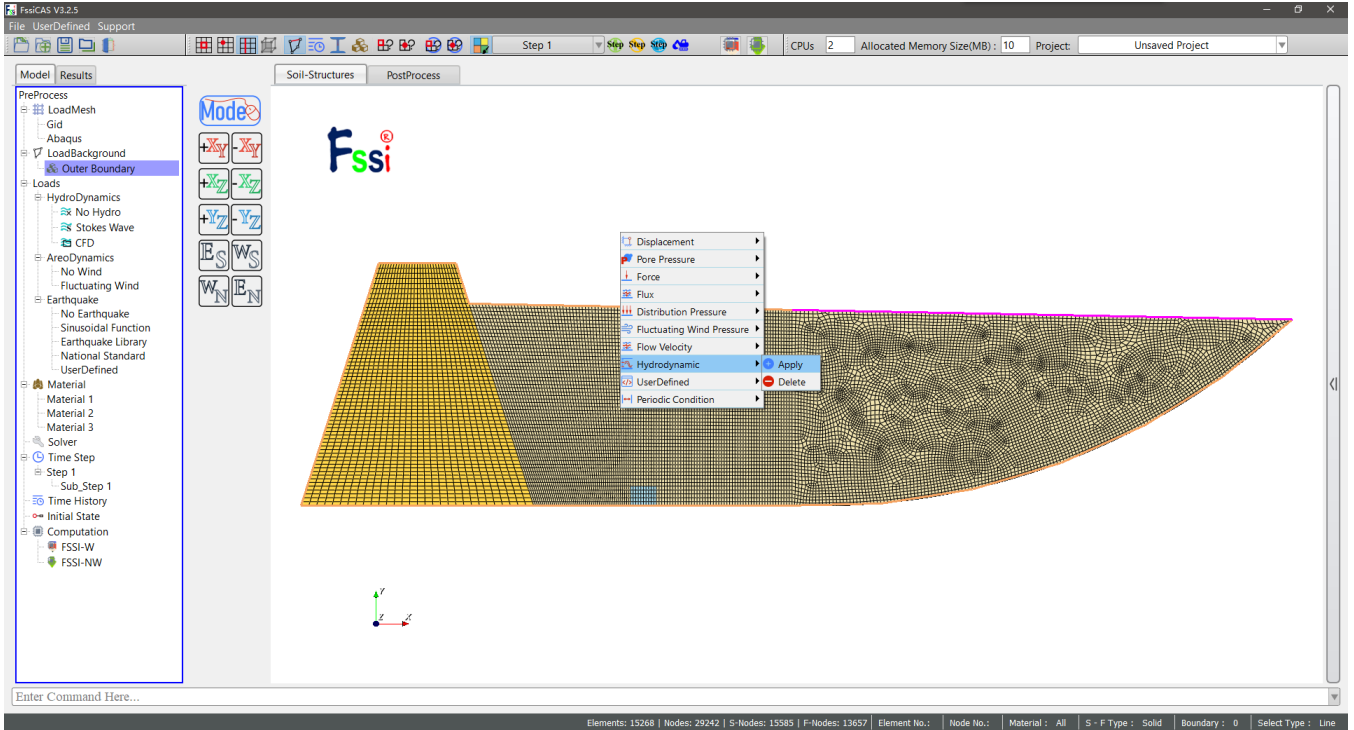 FssiCAS V3.2.5
File UserDefined Support
Step 1
Step Step Step
CPUs 2 Allocated Memory Size(MB) : 10 Project: Unsaved Project
Model Results
Soil-Structures PostProcess
PreProcess
LoadMesh
Gid
Abaqus
LoadBackground
Outer Boundary
Loads
HydroDynamics
No Hydro
Stokes Wave
CFD
AreoDynamics
No Wind
Fluctuating Wind
Earthquake
No Earthquake
Sinusoidal Function
Earthquake Library
National Standard
UserDefined
Material
Material 1
Material 2
Material 3
Solver
Time Step
Step 1
Sub_Step 1
Time History
Initial State
Computation
FSSI-W
FSSI-NW
Mode
+XY -XY
+XZ -XZ
+YZ -YZ
ES WS
WN EN
Fssi®
Displacement
Pore Pressure
Force
Flux
Distribution Pressure
Fluctuating Wind Pressure
Flow Velocity
Hydrodynamic
Apply
UserDefined
Delete
Periodic Condition
Y
Z X
Enter Command Here...
Elements: 15268 | Nodes: 29242 | S-Nodes: 15585 | F-Nodes: 13657 Element No.: Node No.: Material : All S - F Type : Solid Boundary : 0 Select Type : Line